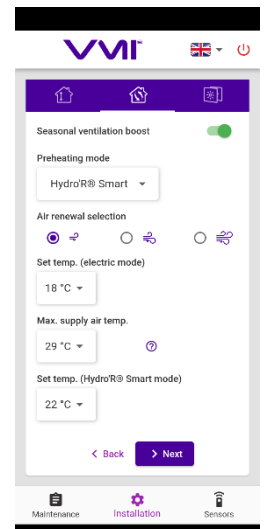 VMI®
Seasonal ventilation boost
Preheating mode
Hydro'R® Smart
Air renewal selection
Set temp. (electric mode)
18 °C
Max. supply air temp.
29 °C
Set temp. (Hydro'R® Smart mode)
22 °C
Back Next
Maintenance Installation Sensors